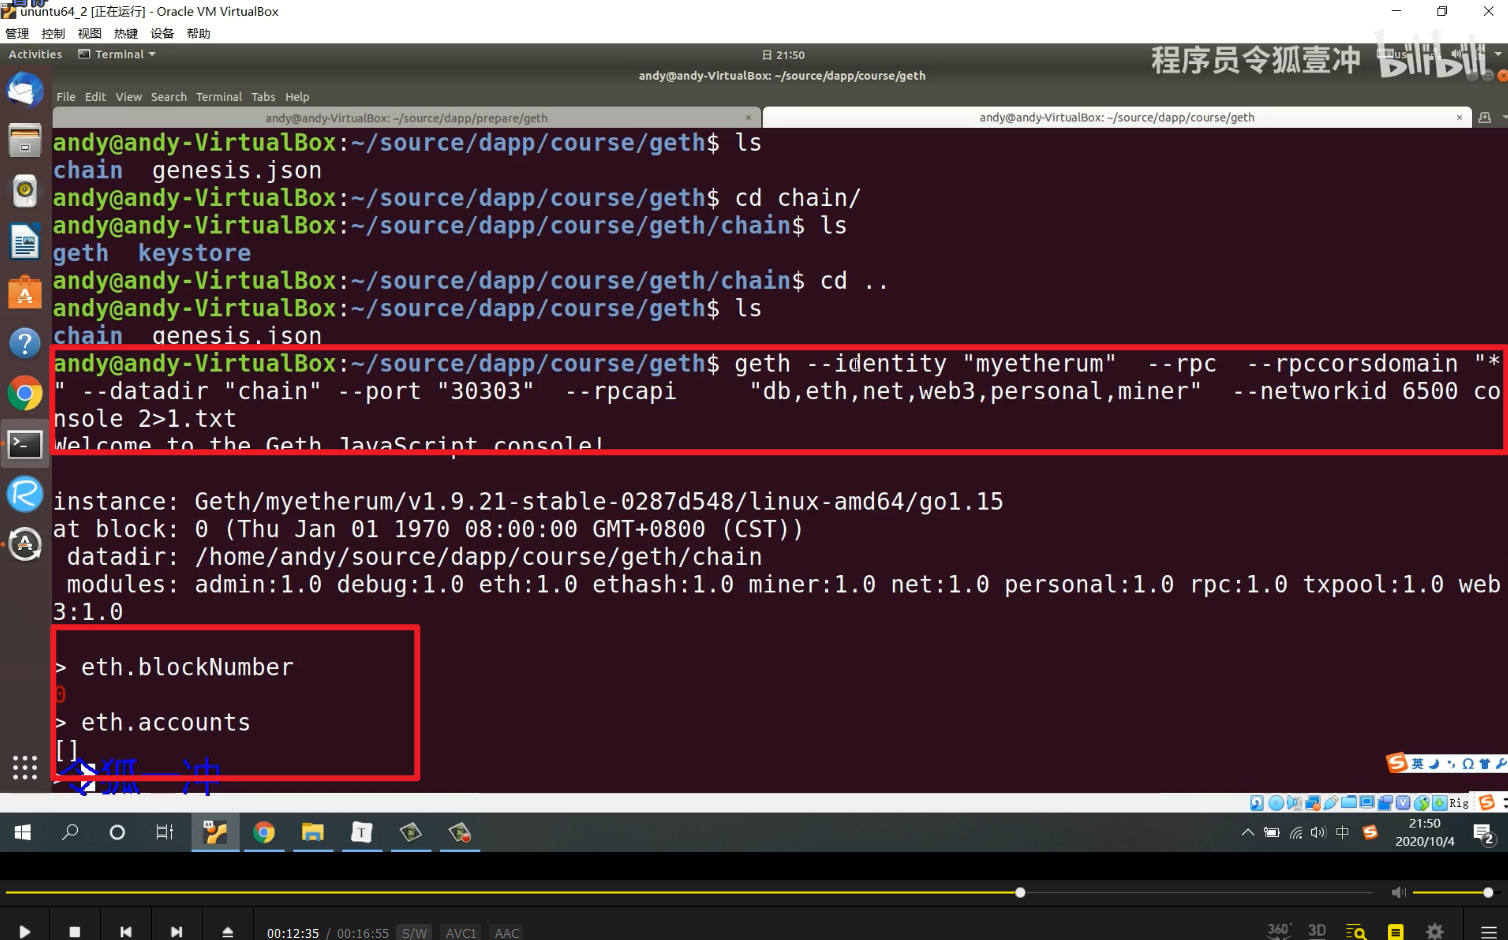 ununtu64_2 [正在运行] - Oracle VM VirtualBox
管理 控制 视图 热键 设备 帮助
Activities Terminal 日 21:50
程序员令狐壹冲 bilibili
andy@andy-VirtualBox: ~/source/dapp/course/geth
File Edit View Search Terminal Tabs Help
andy@andy-VirtualBox: ~/source/dapp/prepare/geth × andy@andy-VirtualBox: ~/source/dapp/course/geth ×
andy@andy-VirtualBox:~/source/dapp/course/geth$ ls
chain genesis.json
andy@andy-VirtualBox:~/source/dapp/course/geth$ cd chain/
andy@andy-VirtualBox:~/source/dapp/course/geth/chain$ ls
geth keystore
andy@andy-VirtualBox:~/source/dapp/course/geth/chain$ cd ..
andy@andy-VirtualBox:~/source/dapp/course/geth$ ls
chain genesis.json
andy@andy-VirtualBox:~/source/dapp/course/geth$ geth --identity "myetherum" --rpc --rpccorsdomain "*
" --datadir "chain" --port "30303" --rpcapi "db,eth,net,web3,personal,miner" --networkid 6500 co
nsole 2>1.txt
Welcome to the Geth JavaScript console!
instance: Geth/myetherum/v1.9.21-stable-0287d548/linux-amd64/go1.15
at block: 0 (Thu Jan 01 1970 08:00:00 GMT+0800 (CST))
datadir: /home/andy/source/dapp/course/geth/chain
modules: admin:1.0 debug:1.0 eth:1.0 ethash:1.0 miner:1.0 net:1.0 personal:1.0 rpc:1.0 txpool:1.0 web
3:1.0
> eth.blockNumber
0
> eth.accounts
[]
>
令狐一冲
英
Rig
中
21:50
2020/10/4
2
00:12:35 / 00:16:55 S/W AVC1 AAC
360° 3D